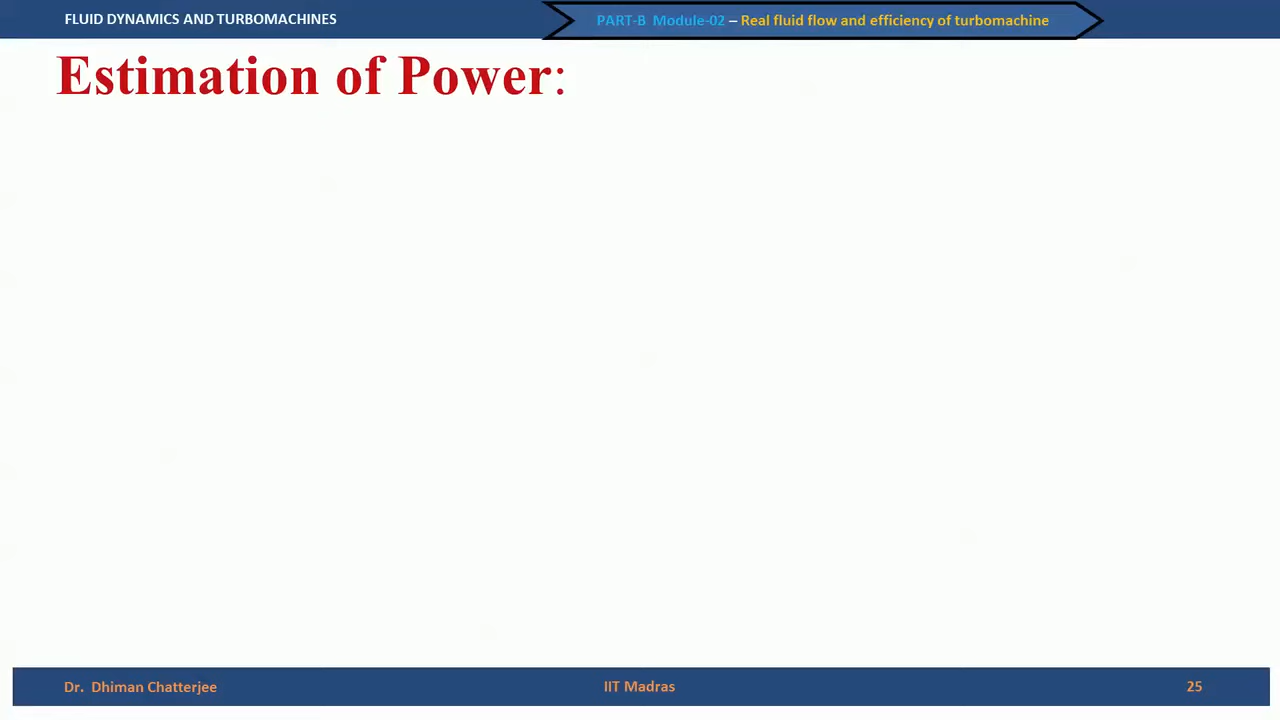 FLUID DYNAMICS AND TURBOMACHINES
PART-B Module-02 – Real fluid flow and efficiency of turbomachine
Estimation of Power:
Dr. Dhiman Chatterjee
IIT Madras
25